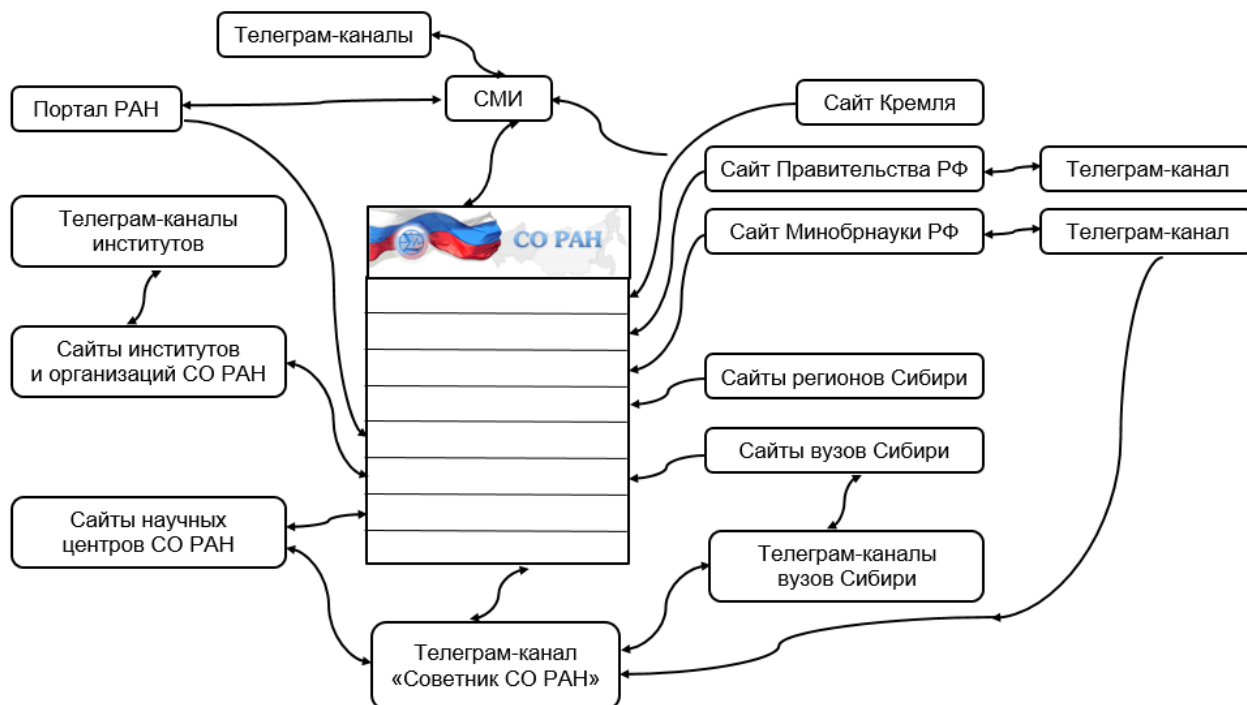 Телеграм-каналы
Портал РАН
СМИ
Сайт Кремля
Сайт Правительства РФ
Телеграм-канал
Телеграм-каналы
институтов
СО РАН
Сайт Минобрнауки РФ
Телеграм-канал
Сайты институтов
и организаций СО РАН
Сайты регионов Сибири
Сайты вузов Сибири
Сайты научных
центров СО РАН
Телеграм-каналы
вузов Сибири
Телеграм-канал
«Советник СО РАН»